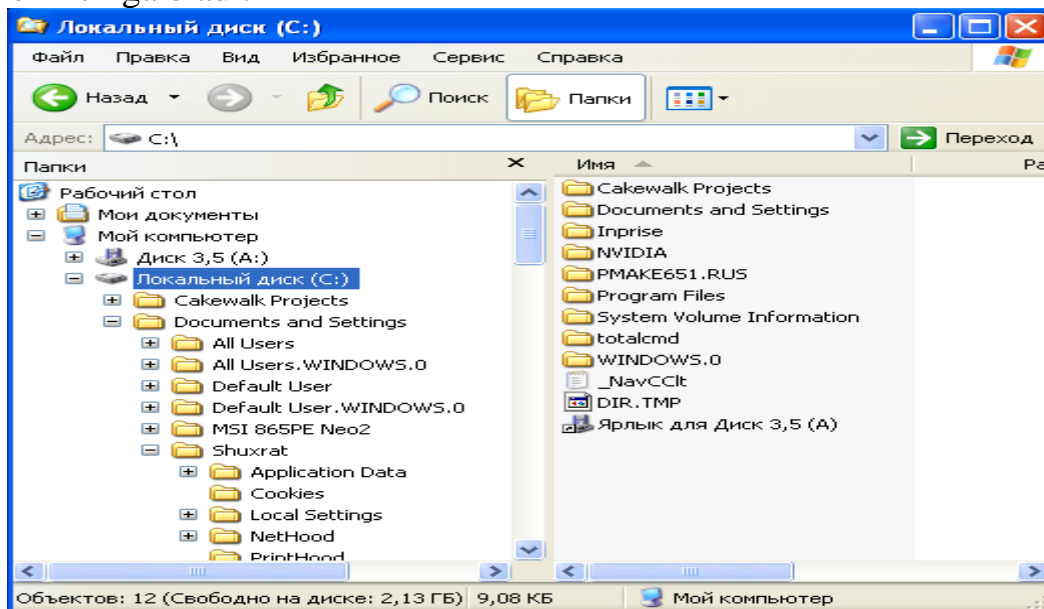 Локальный диск (C:)
Файл Правка Вид Избранное Сервис Справка
Назад Поиск Папки
Адрес: C:\ Переход
Папки
Рабочий стол
Мои документы
Мой компьютер
Диск 3,5 (A:)
Локальный диск (C:)
Cakewalk Projects
Documents and Settings
All Users
All Users.WINDOWS.0
Default User
Default User.WINDOWS.0
MSI 865PE Neo2
Shuxrat
Application Data
Cookies
Local Settings
NetHood
PrintHood
Имя Ра
Cakewalk Projects
Documents and Settings
Inprise
NVIDIA
PMAKE651.RUS
Program Files
System Volume Information
totalcmd
WINDOWS.0
_NavCClt
DIR.TMP
Ярлык для Диск 3,5 (A)
Объектов: 12 (Свободно на диске: 2,13 ГБ) 9,08 КБ Мой компьютер